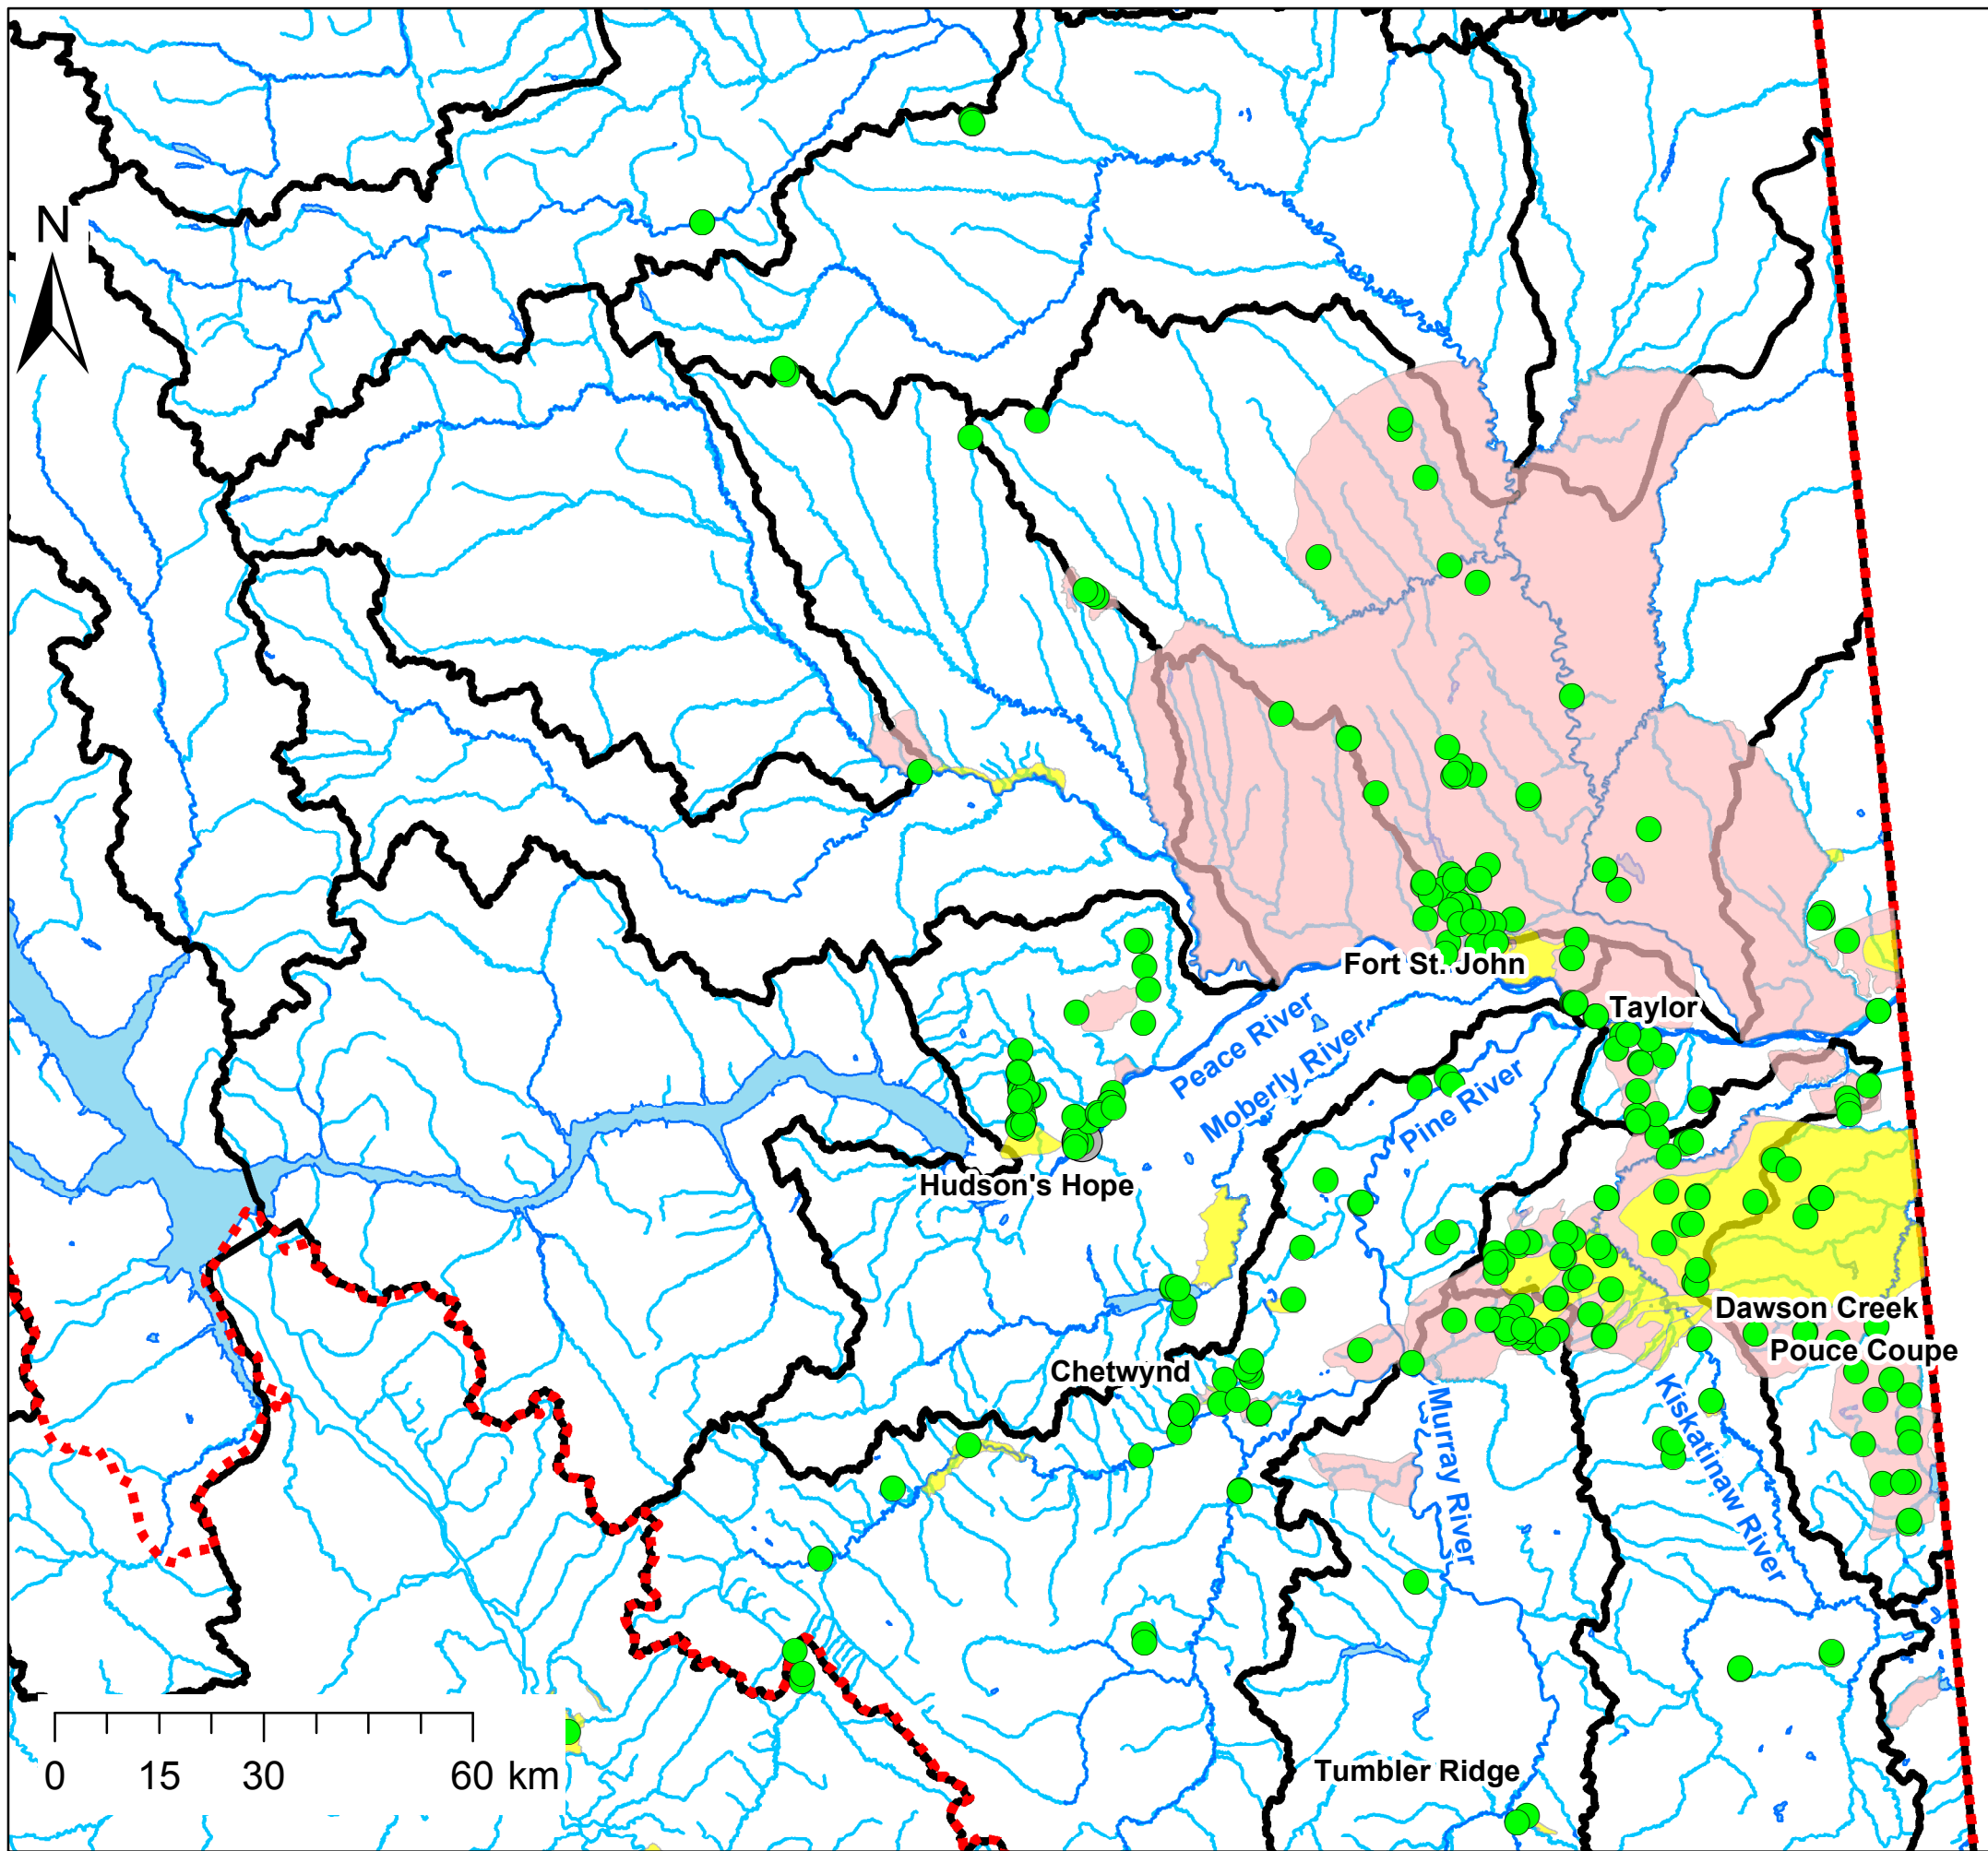 N
Fort St. John
Taylor
Peace River
Moberly River
Pine River
Hudson's Hope
Dawson Creek
Pouce Coupe
Chetwynd
Murray River
Kiskatinaw River
Tumbler Ridge
0 15 30 60 km